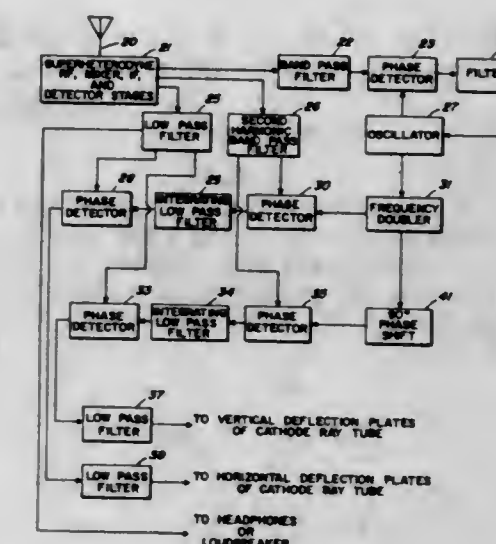 20
21
SUPERHETERODYNE
RF, MIXER, IF,
AND
DETECTOR STAGES
22
BAND PASS
FILTER
23
PHASE
DETECTOR
FILTE
25
LOW PASS
FILTER
26
SECOND
HARMONIC
BAND PASS
FILTER
27
OSCILLATOR
PHASE
DETECTOR
INTEGRATING
LOW PASS
FILTER
30
PHASE
DETECTOR
31
FREQUENCY
DOUBLER
33
PHASE
DETECTOR
34
INTEGRATING
LOW PASS
FILTER
35
PHASE
DETECTOR
41
90°
PHASE
SHIFT
37
LOW PASS
FILTER
TO VERTICAL DEFLECTION PLATES
OF CATHODE RAY TUBE
LOW PASS
FILTER
TO HORIZONTAL DEFLECTION PLATES
OF CATHODE RAY TUBE
TO HEADPHONES
OR
LOUDSPEAKER